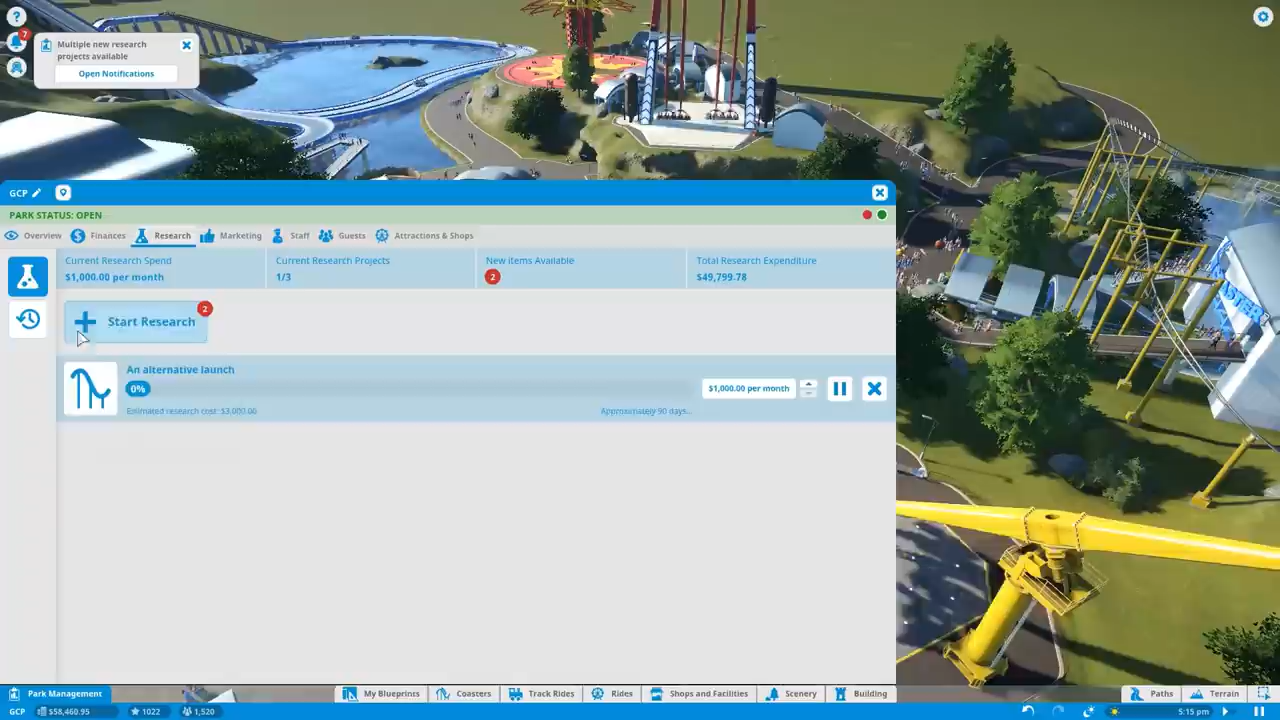 ?
7
Multiple new research
projects available
Open Notifications
GCP
PARK STATUS: OPEN
Overview
Finances
Research
Marketing
Staff
Guests
Attractions & Shops
Current Research Spend
$1,000.00 per month
Current Research Projects
1/3
New items Available
2
Total Research Expenditure
$49,799.78
Start Research
2
An alternative launch
0%
$1,000.00 per month
Estimated research cost: $3,000.00
Approximately 90 days...
Park Management
My Blueprints
Coasters
Track Rides
Rides
Shops and Facilities
Scenery
Building
Paths
Terrain
GCP
$58,460.95
1022
1,520
5:15 pm